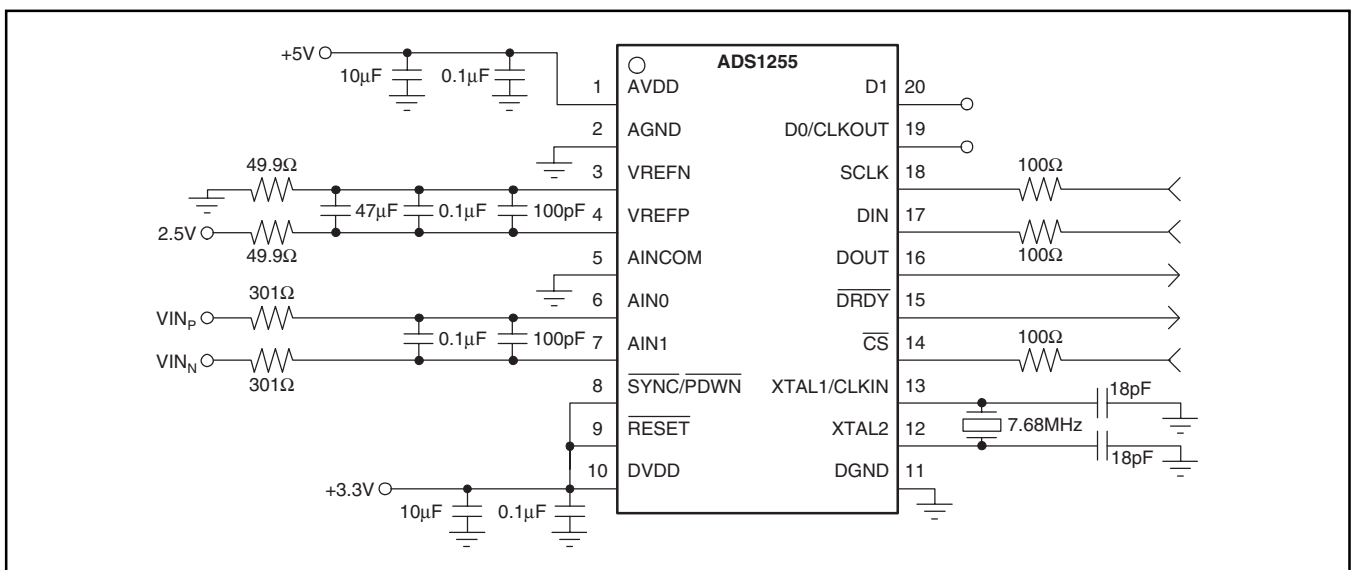 ADS1255
+5V
10µF
0.1µF
1 AVDD
2 AGND
49.9Ω
3 VREFN
47µF
0.1µF
100pF
4 VREFP
2.5V
49.9Ω
5 AINCOM
301Ω
6 AIN0
VINP
0.1µF
100pF
7 AIN1
VINN
301Ω
8 SYNC/PDWN
9 RESET
10 DVDD
+3.3V
10µF
0.1µF
D1 20
D0/CLKOUT 19
SCLK 18
100Ω
DIN 17
100Ω
DOUT 16
DRDY 15
CS 14
100Ω
XTAL1/CLKIN 13
18pF
7.68MHz
XTAL2 12
18pF
DGND 11